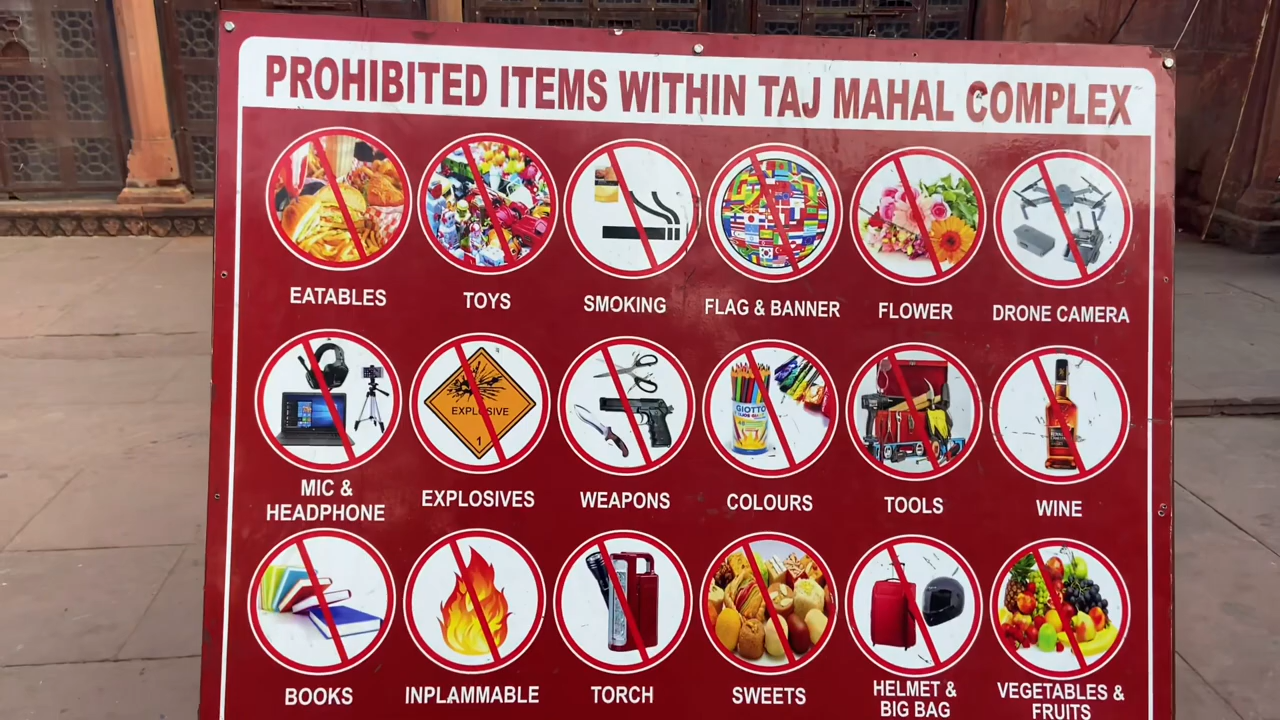 PROHIBITED ITEMS WITHIN TAJ MAHAL COMPLEX
EATABLES
TOYS
SMOKING
FLAG & BANNER
FLOWER
DRONE CAMERA
EXPLOSIVE
1
GIOTTO
MIC &
HEADPHONE
EXPLOSIVES
WEAPONS
COLOURS
TOOLS
WINE
BOOKS
INPLAMMABLE
TORCH
SWEETS
HELMET &
BIG BAG
VEGETABLES &
FRUITS